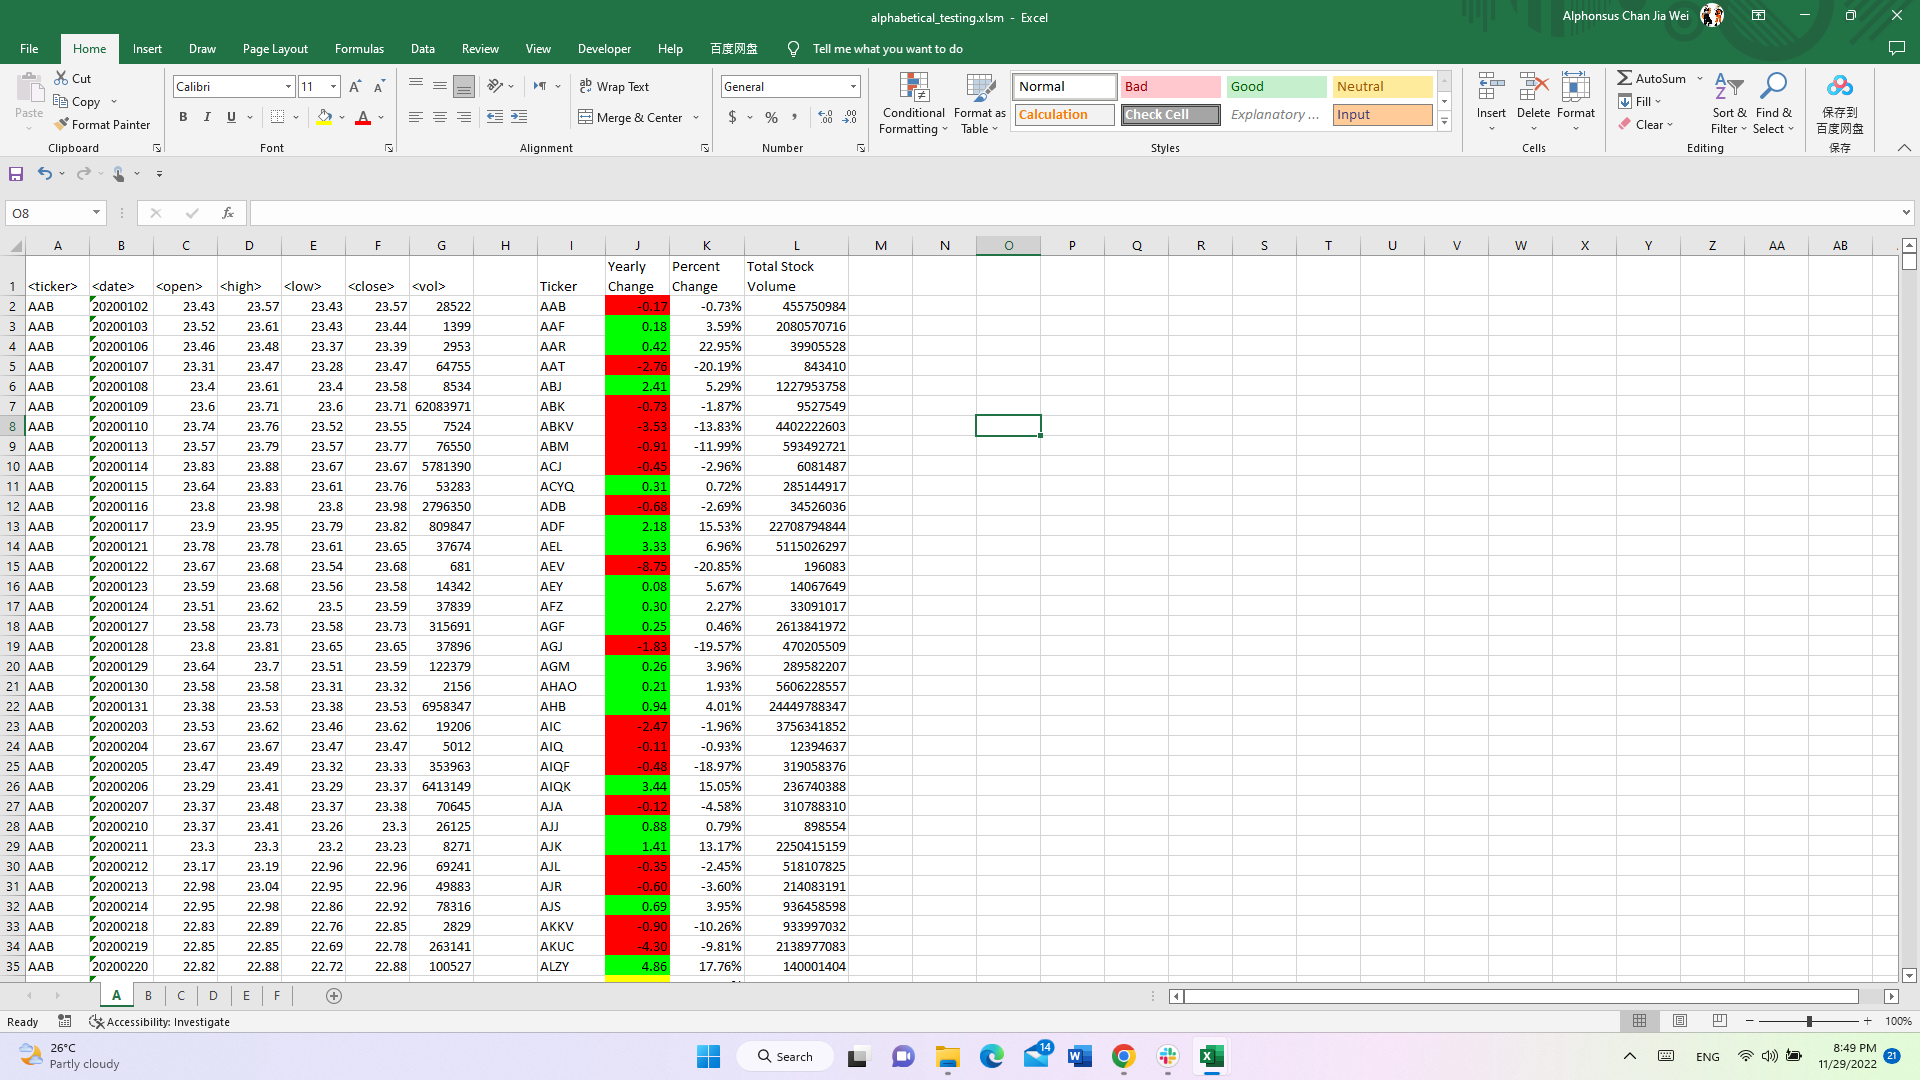 alphabetical_testing.xlsm - Excel
Alphonsus Chan Jia Wei
File Home Insert Draw Page Layout Formulas Data Review View Developer Help 百度网盘 Tell me what you want to do
Paste Cut Copy Format Painter
Calibri 11 B I U
Wrap Text Merge & Center
General $ % ,
Conditional Formatting Format as Table
Normal Bad Good Neutral
Calculation Check Cell Explanatory ... Input
Insert Delete Format
AutoSum Fill Clear Sort & Filter Find & Select
保存到 百度网盘
Clipboard Font Alignment Number Styles Cells Editing 保存
O8 fx
A B C D E F G H I J K L M N O P Q R S T U V W X Y Z AA AB
1 <ticker> <date> <open> <high> <low> <close> <vol> Ticker Yearly Change Percent Change Total Stock Volume
2 AAB 20200102 23.43 23.57 23.43 23.57 28522 AAB -0.17 -0.73% 455750984
3 AAB 20200103 23.52 23.61 23.43 23.44 1399 AAF 0.18 3.59% 2080570716
4 AAB 20200106 23.46 23.48 23.37 23.39 2953 AAR 0.42 22.95% 39905528
5 AAB 20200107 23.31 23.47 23.28 23.47 64755 AAT -2.76 -20.19% 843410
6 AAB 20200108 23.4 23.61 23.4 23.58 8534 ABJ 2.41 5.29% 1227953758
7 AAB 20200109 23.6 23.71 23.6 23.71 62083971 ABK -0.73 -1.87% 9527549
8 AAB 20200110 23.74 23.76 23.52 23.55 7524 ABKV -3.53 -13.83% 4402222603
9 AAB 20200113 23.57 23.79 23.57 23.77 76550 ABM -0.91 -11.99% 593492721
10 AAB 20200114 23.83 23.88 23.67 23.67 5781390 ACJ -0.45 -2.96% 6081487
11 AAB 20200115 23.64 23.83 23.61 23.76 53283 ACYQ 0.31 0.72% 285144917
12 AAB 20200116 23.8 23.98 23.8 23.98 2796350 ADB -0.68 -2.69% 34526036
13 AAB 20200117 23.9 23.95 23.79 23.82 809847 ADF 2.18 15.53% 22708794844
14 AAB 20200121 23.78 23.78 23.61 23.65 37674 AEL 3.33 6.96% 5115026297
15 AAB 20200122 23.67 23.68 23.54 23.68 681 AEV -8.75 -20.85% 196083
16 AAB 20200123 23.59 23.68 23.56 23.58 14342 AEY 0.08 5.67% 14067649
17 AAB 20200124 23.51 23.62 23.5 23.59 37839 AFZ 0.30 2.27% 33091017
18 AAB 20200127 23.58 23.73 23.58 23.73 315691 AGF 0.25 0.46% 2613841972
19 AAB 20200128 23.8 23.81 23.65 23.65 37896 AGJ -1.83 -19.57% 470205509
20 AAB 20200129 23.64 23.7 23.51 23.59 122379 AGM 0.26 3.96% 289582207
21 AAB 20200130 23.58 23.58 23.31 23.32 2156 AHAO 0.21 1.93% 5606228557
22 AAB 20200131 23.38 23.53 23.38 23.53 6958347 AHB 0.94 4.01% 24449788347
23 AAB 20200203 23.53 23.62 23.46 23.62 19206 AIC -2.47 -1.96% 3756341852
24 AAB 20200204 23.67 23.67 23.47 23.47 5012 AIQ -0.11 -0.93% 12394637
25 AAB 20200205 23.47 23.49 23.32 23.33 353963 AIQF -0.48 -18.97% 319058376
26 AAB 20200206 23.29 23.41 23.29 23.37 6413149 AIQK 3.44 15.05% 236740388
27 AAB 20200207 23.37 23.48 23.37 23.38 70645 AJA -0.12 -4.58% 310788310
28 AAB 20200210 23.37 23.41 23.26 23.3 26125 AJJ 0.88 0.79% 898554
29 AAB 20200211 23.3 23.3 23.2 23.23 8271 AJK 1.41 13.17% 2250415159
30 AAB 20200212 23.17 23.19 22.96 22.96 69241 AJL -0.35 -2.45% 518107825
31 AAB 20200213 22.98 23.04 22.95 22.96 49883 AJR -0.60 -3.60% 214083191
32 AAB 20200214 22.95 22.98 22.86 22.92 78316 AJS 0.69 3.95% 936458598
33 AAB 20200218 22.83 22.89 22.76 22.85 2829 AKKV -0.90 -10.26% 933997032
34 AAB 20200219 22.85 22.85 22.69 22.78 263141 AKUC -4.30 -9.81% 2138977083
35 AAB 20200220 22.82 22.88 22.72 22.88 100527 ALZY 4.86 17.76% 140001404
A B C D E F
Ready Accessibility: Investigate 100%
26°C
Partly cloudy
Search
14
ENG
8:49 PM
11/29/2022
21